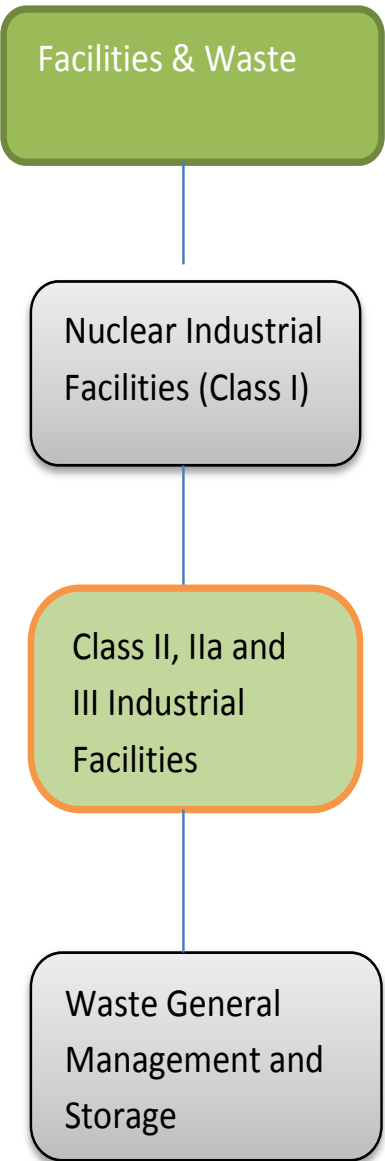 Facilities & Waste
Nuclear Industrial
Facilities (Class I)
Class II, IIa and
III Industrial
Facilities
Waste General
Management and
Storage